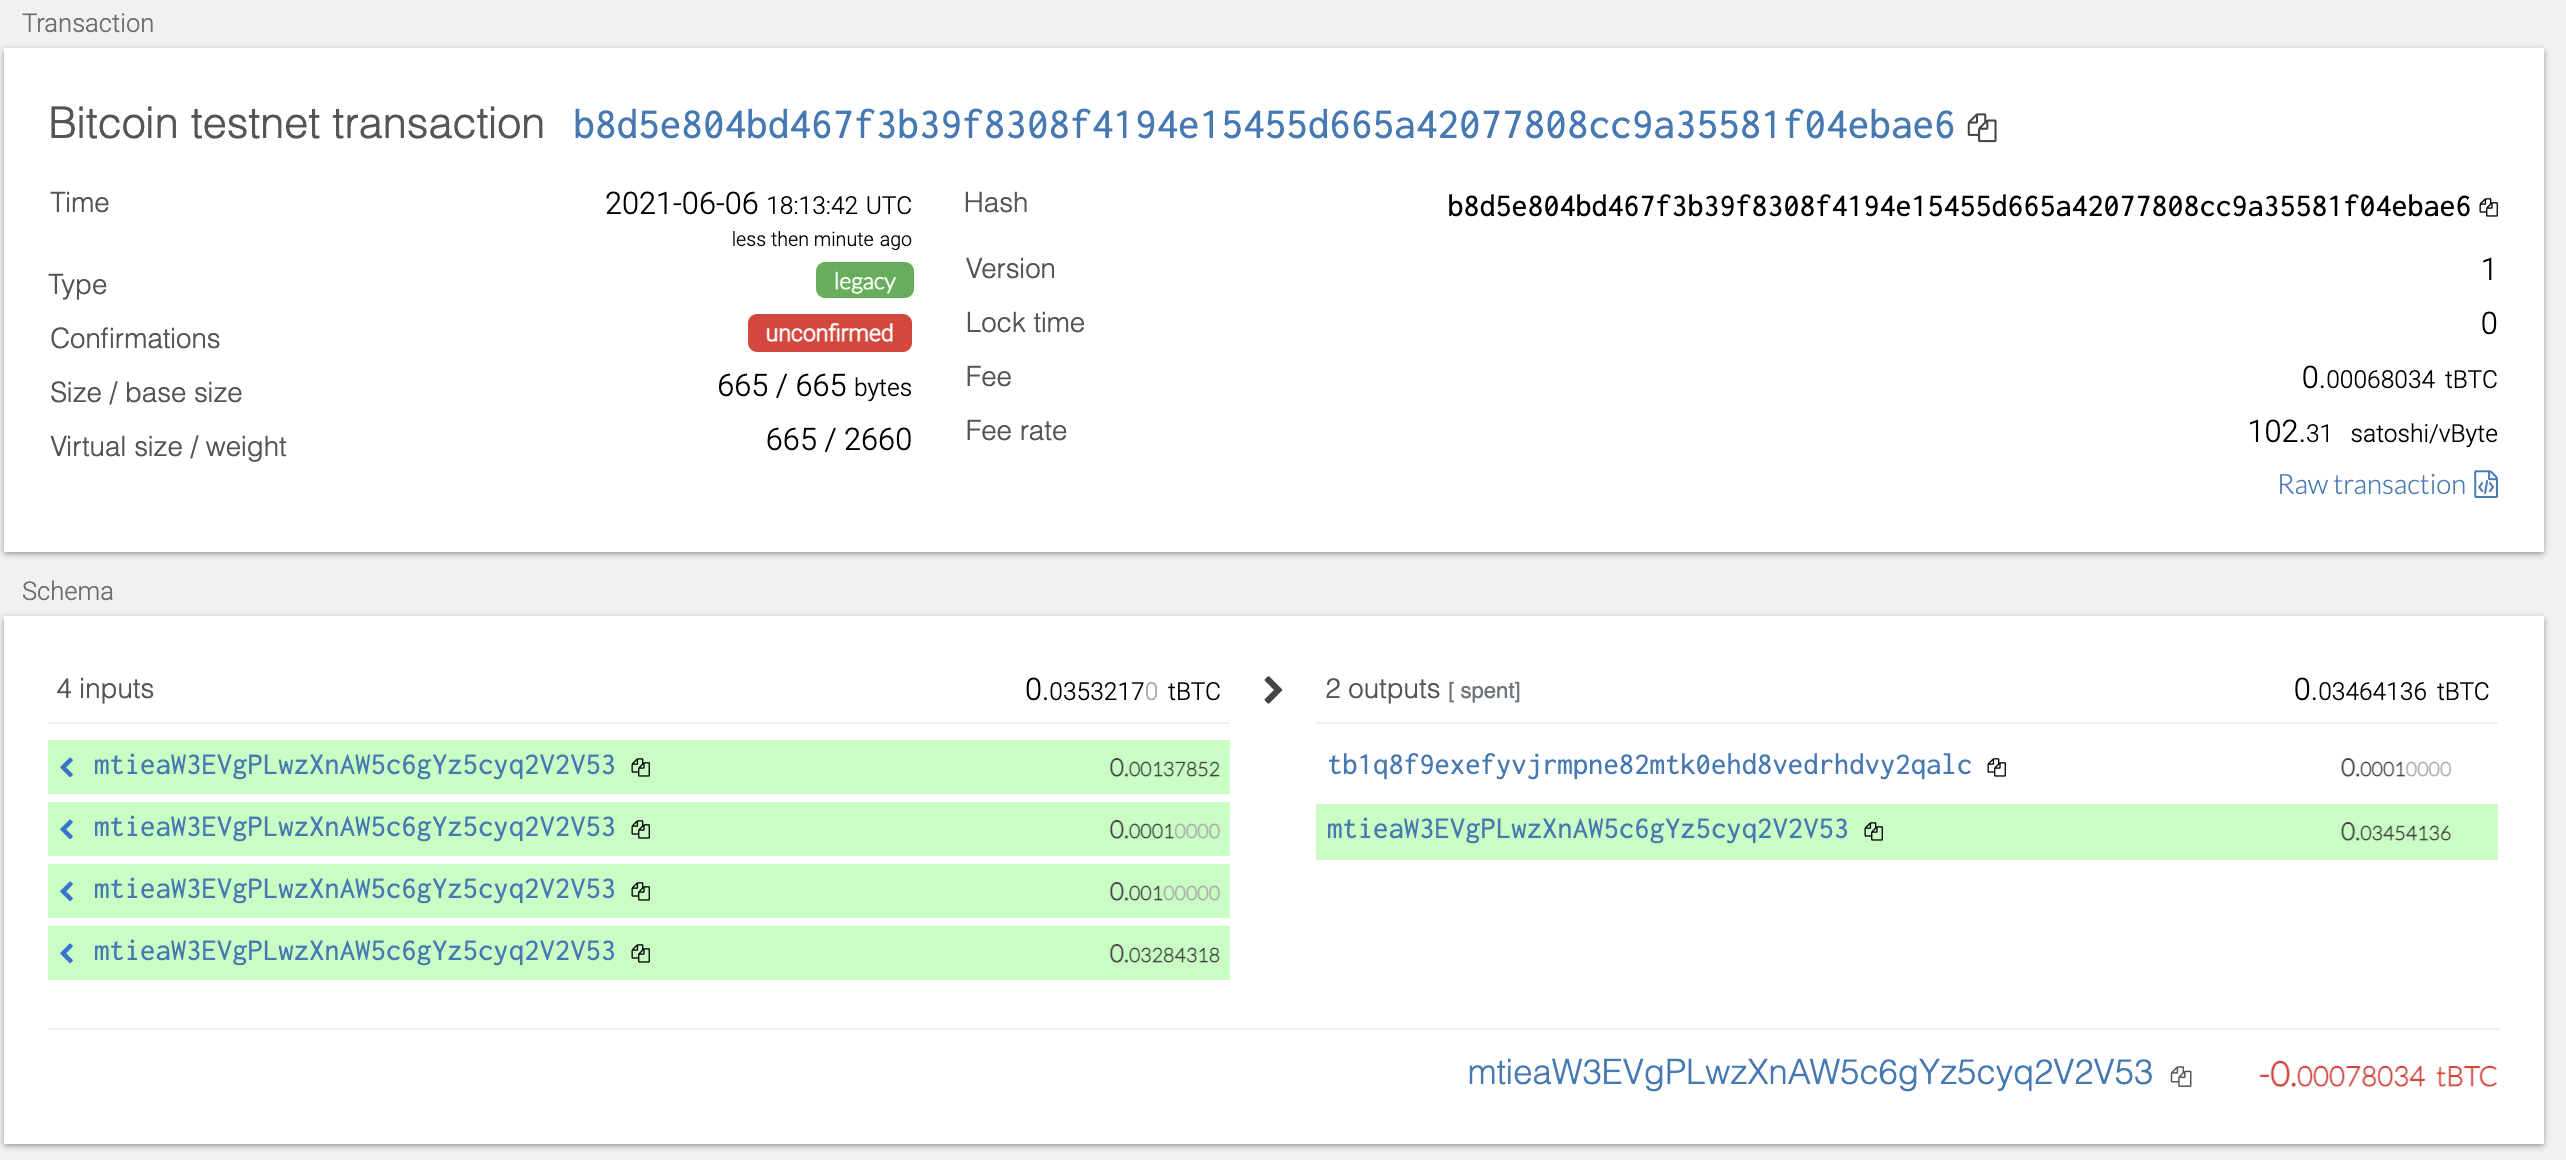 Transaction
Bitcoin testnet transaction b8d5e804bd467f3b39f8308f4194e15455d665a42077808cc9a35581f04ebae6
Time 2021-06-06 18:13:42 UTC
less then minute ago
Type legacy
Confirmations unconfirmed
Size / base size 665 / 665 bytes
Virtual size / weight 665 / 2660
Hash b8d5e804bd467f3b39f8308f4194e15455d665a42077808cc9a35581f04ebae6
Version 1
Lock time 0
Fee 0.00068034 tBTC
Fee rate 102.31 satoshi/vByte
Raw transaction
Schema
4 inputs 0.03532170 tBTC
mtieaW3EVgPLwzXnAW5c6gYz5cyq2V2V53 0.00137852
mtieaW3EVgPLwzXnAW5c6gYz5cyq2V2V53 0.00010000
mtieaW3EVgPLwzXnAW5c6gYz5cyq2V2V53 0.00100000
mtieaW3EVgPLwzXnAW5c6gYz5cyq2V2V53 0.03284318
2 outputs [ spent] 0.03464136 tBTC
tb1q8f9exefyvjrmpne82mtk0ehd8vedrhdvy2qalc 0.00010000
mtieaW3EVgPLwzXnAW5c6gYz5cyq2V2V53 0.03454136
mtieaW3EVgPLwzXnAW5c6gYz5cyq2V2V53 -0.00078034 tBTC